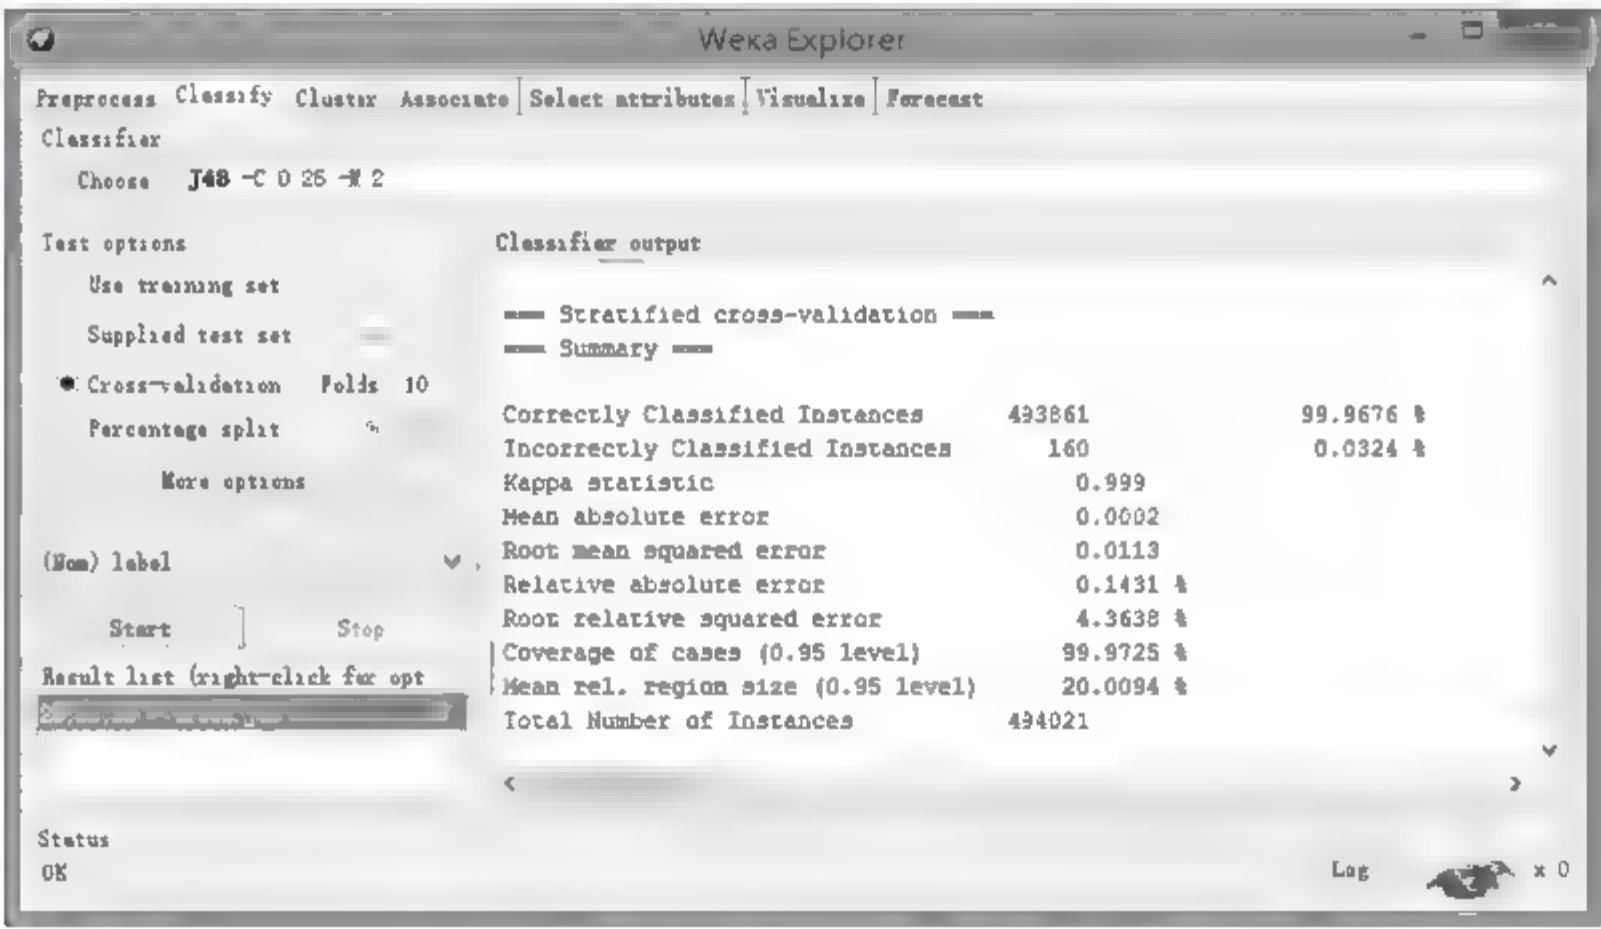 Weka Explorer
Preprocess Classify Cluster Associate Select attributes Visualize Forecast
Classifier
Choose J48 -C 0.25 -M 2
Test options
Use training set
Supplied test set
Cross-validation Folds 10
Percentage split %
More options
(Nom) label
Start Stop
Result list (right-click for opt
Classifier output
=== Stratified cross-validation ===
=== Summary ===
Correctly Classified Instances 493861 99.9676 %
Incorrectly Classified Instances 160 0.0324 %
Kappa statistic 0.999
Mean absolute error 0.0002
Root mean squared error 0.0113
Relative absolute error 0.1431 %
Root relative squared error 4.3638 %
Coverage of cases (0.95 level) 99.9725 %
Mean rel. region size (0.95 level) 20.0094 %
Total Number of Instances 494021
Status
OK
Log x 0